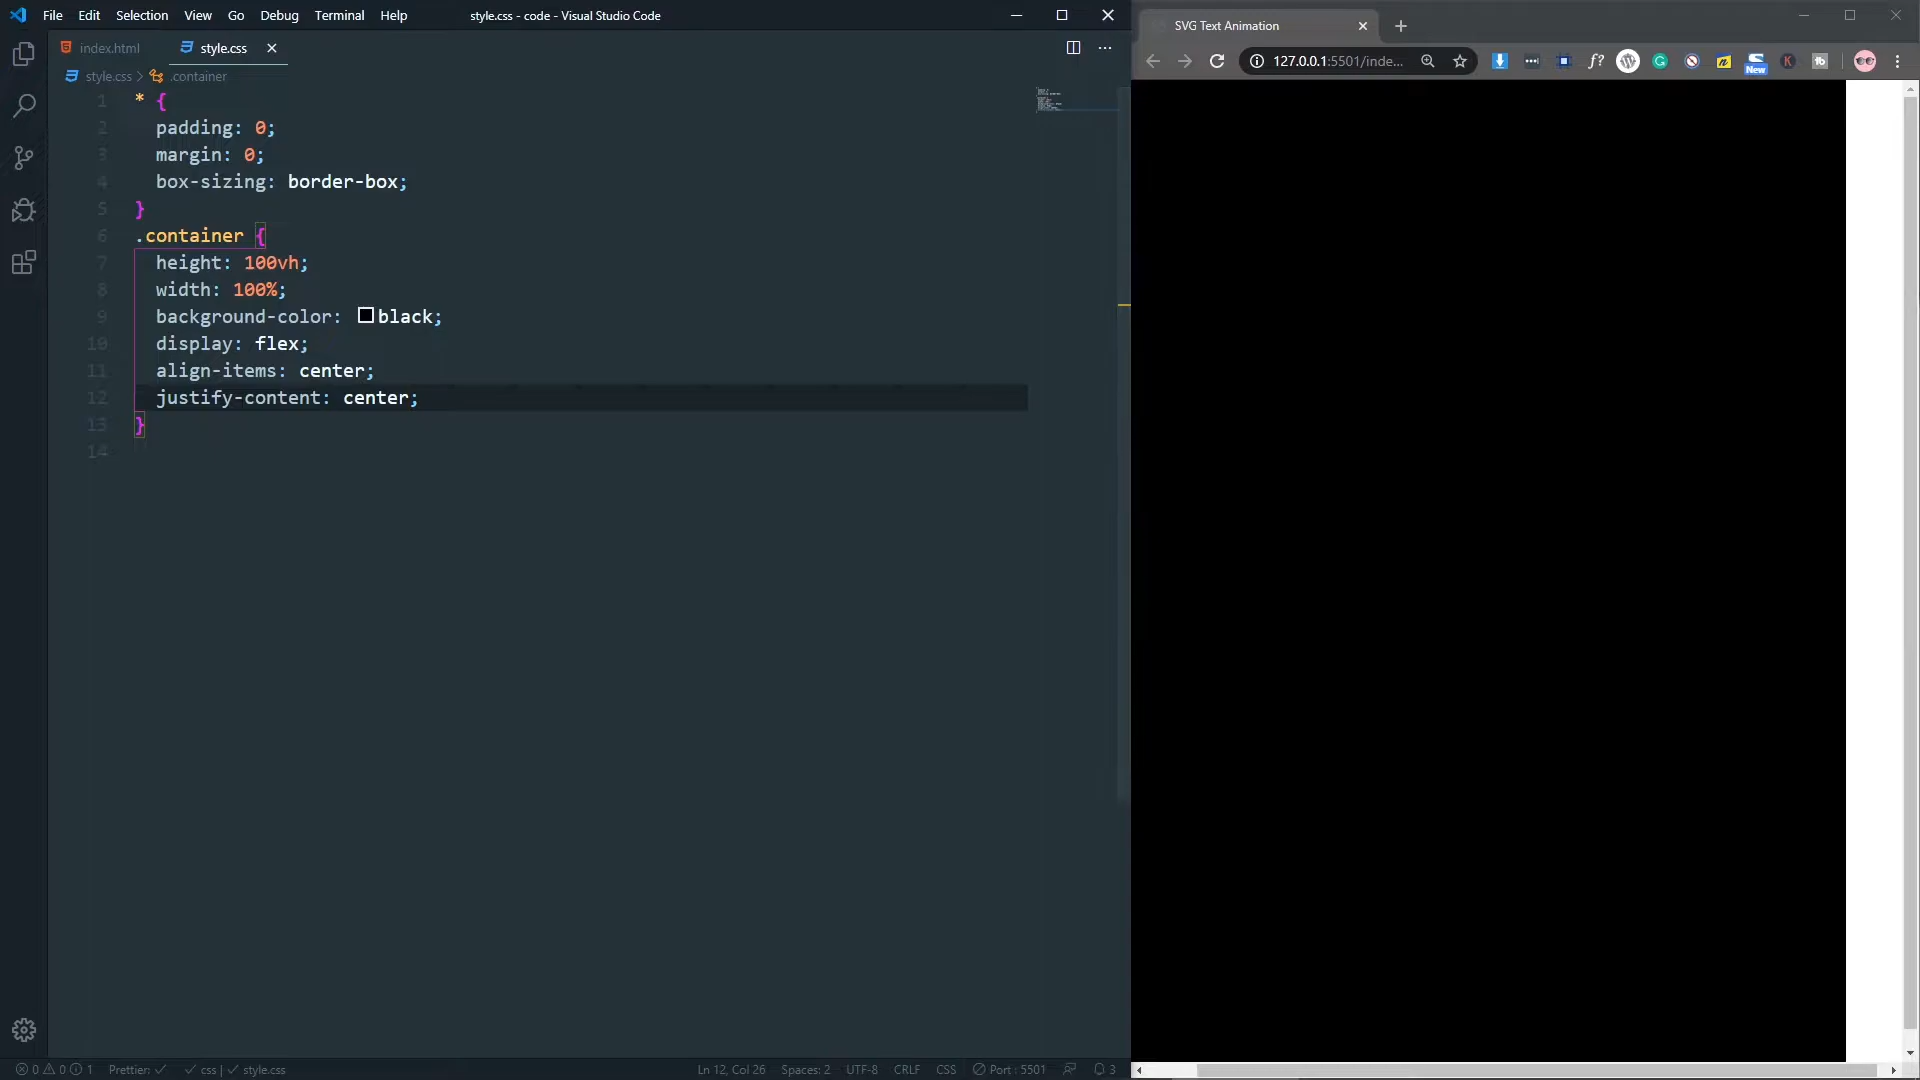 File Edit Selection View Go Debug Terminal Help
style.css - code - Visual Studio Code
index.html
style.css
style.css > .container
1 * {
2 padding: 0;
3 margin: 0;
4 box-sizing: border-box;
5 }
6 .container {
7 height: 100vh;
8 width: 100%;
9 background-color: black;
10 display: flex;
11 align-items: center;
12 justify-content: center;
13 }
14
0 0 1 Prettier: ✓ ✓ css | ✓ style.css
Ln 12, Col 26 Spaces: 2 UTF-8 CRLF CSS Port : 5501 3
SVG Text Animation
127.0.0.1:5501/inde...
f?
New
K